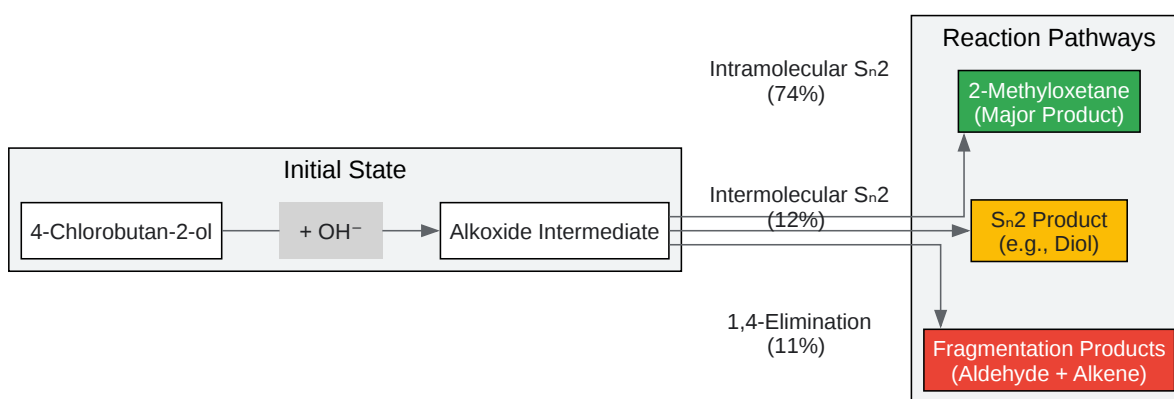 Reaction Pathways
Intramolecular Sₙ2
(74%)
2-Methyloxetane
(Major Product)
Initial State
4-Chlorobutan-2-ol
+ OH⁻
Alkoxide Intermediate
Intermolecular Sₙ2
(12%)
Sₙ2 Product
(e.g., Diol)
1,4-Elimination
(11%)
Fragmentation Products
(Aldehyde + Alkene)